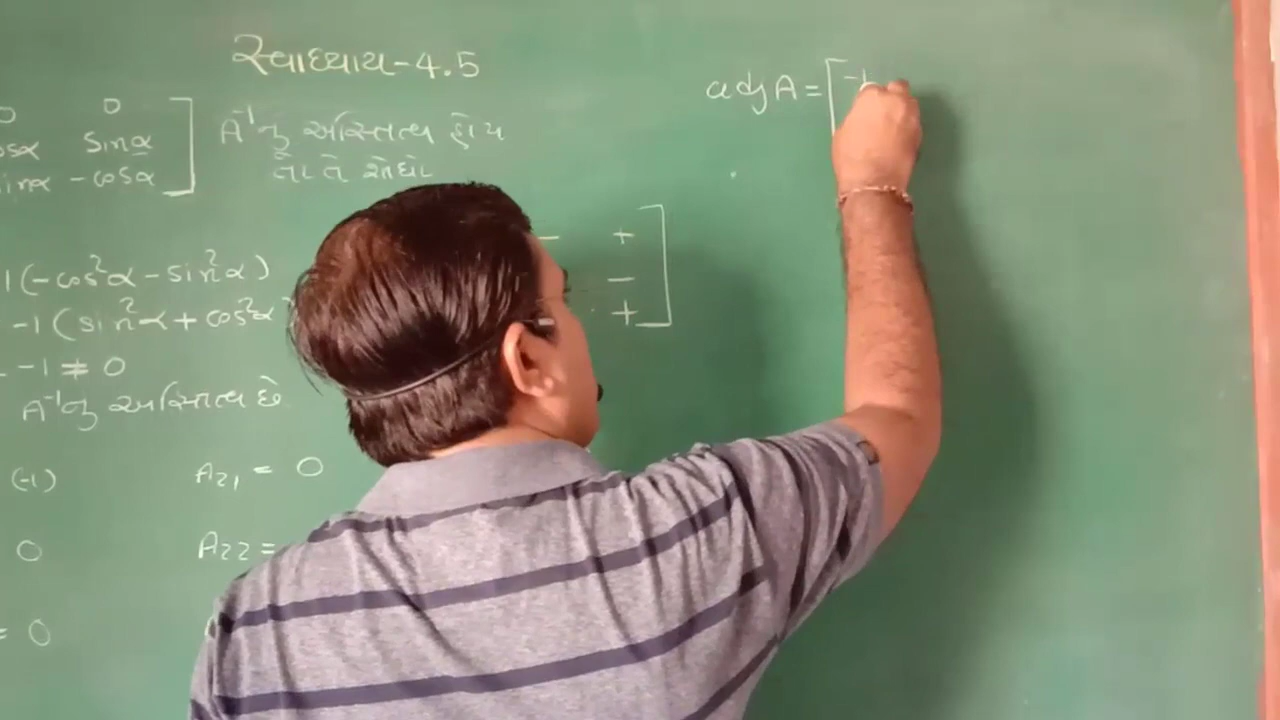 સ્વાધ્યાય-4.5
0 0
osα Sinα
inα -cosα
A⁻¹નું અસ્તિત્વ હોય
તો તે શોધો
1(-cos²α-sin²α)
-1(sin²α+cos²α
-1≠0
A⁻¹નું અસ્તિત્વ છે
(-1)
A₂₁ = 0
0
A₂₂ =
= 0
- +
-
+
adj A = [-1